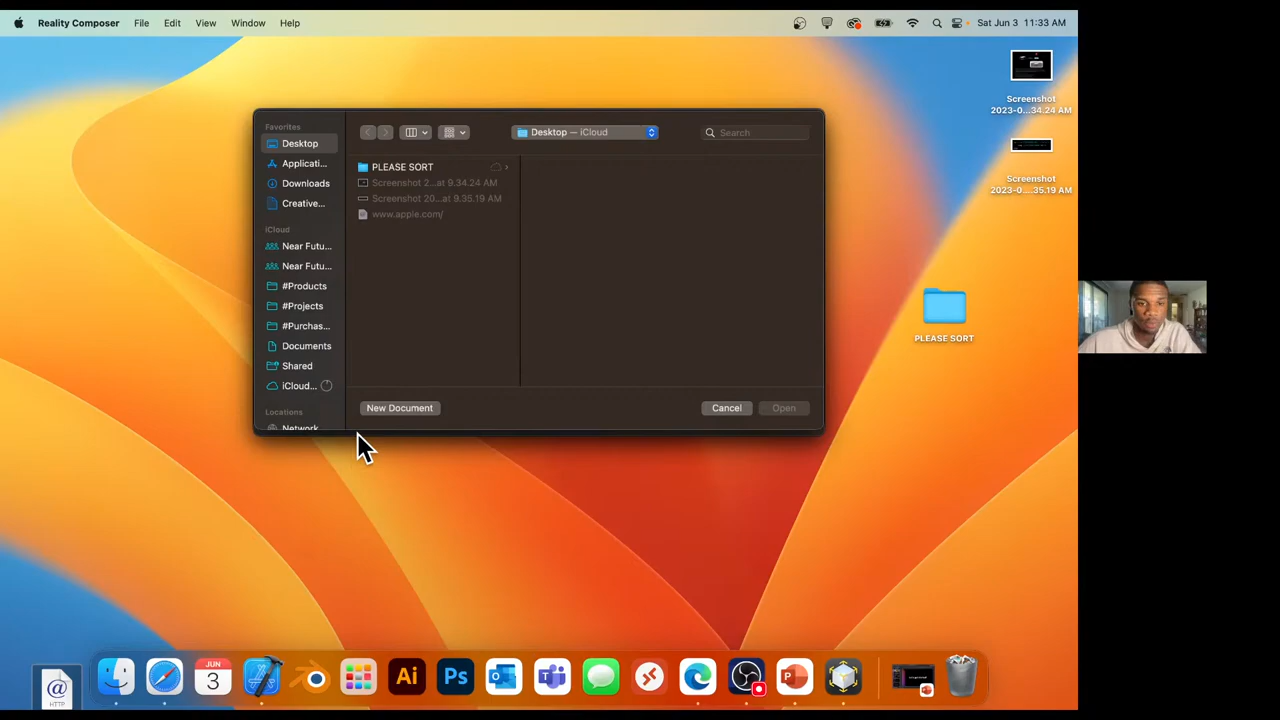 Reality Composer File Edit View Window Help Sat Jun 3 11:33 AM
Screenshot
2023-0...34.24 AM
Screenshot
2023-0....35.19 AM
PLEASE SORT
Favorites
Desktop
Applicati...
Downloads
Creative...
iCloud
Near Futu...
Near Futu...
#Products
#Projects
#Purchas...
Documents
Shared
iCloud...
Locations
Network
Desktop — iCloud
Search
PLEASE SORT
Screenshot 2...at 9.34.24 AM
Screenshot 20...at 9.35.19 AM
www.apple.com/
New Document Cancel Open
@
HTTP
JUN
3
Ai
Ps